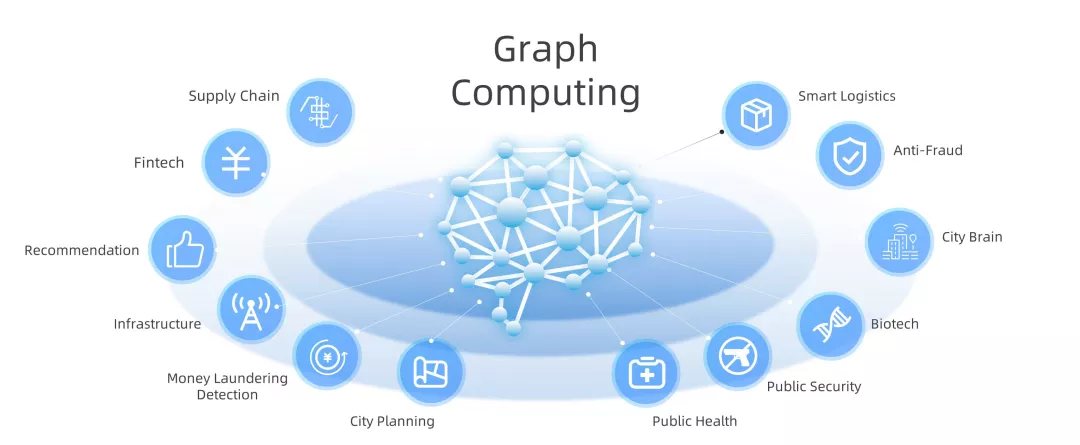 Graph
Computing
Supply Chain
Smart Logistics
Fintech
Anti-Fraud
Recommendation
City Brain
Infrastructure
Biotech
Money Laundering
Detection
Public Security
City Planning
Public Health
¥
¥